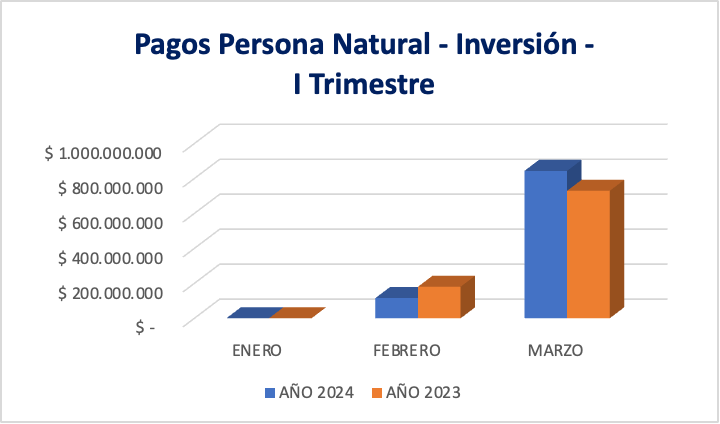 Pagos Persona Natural - Inversión -
I Trimestre
$ 1.000.000.000
$ 800.000.000
$ 600.000.000
$ 400.000.000
$ 200.000.000
$ -
ENERO
FEBRERO
MARZO
AÑO 2024
AÑO 2023